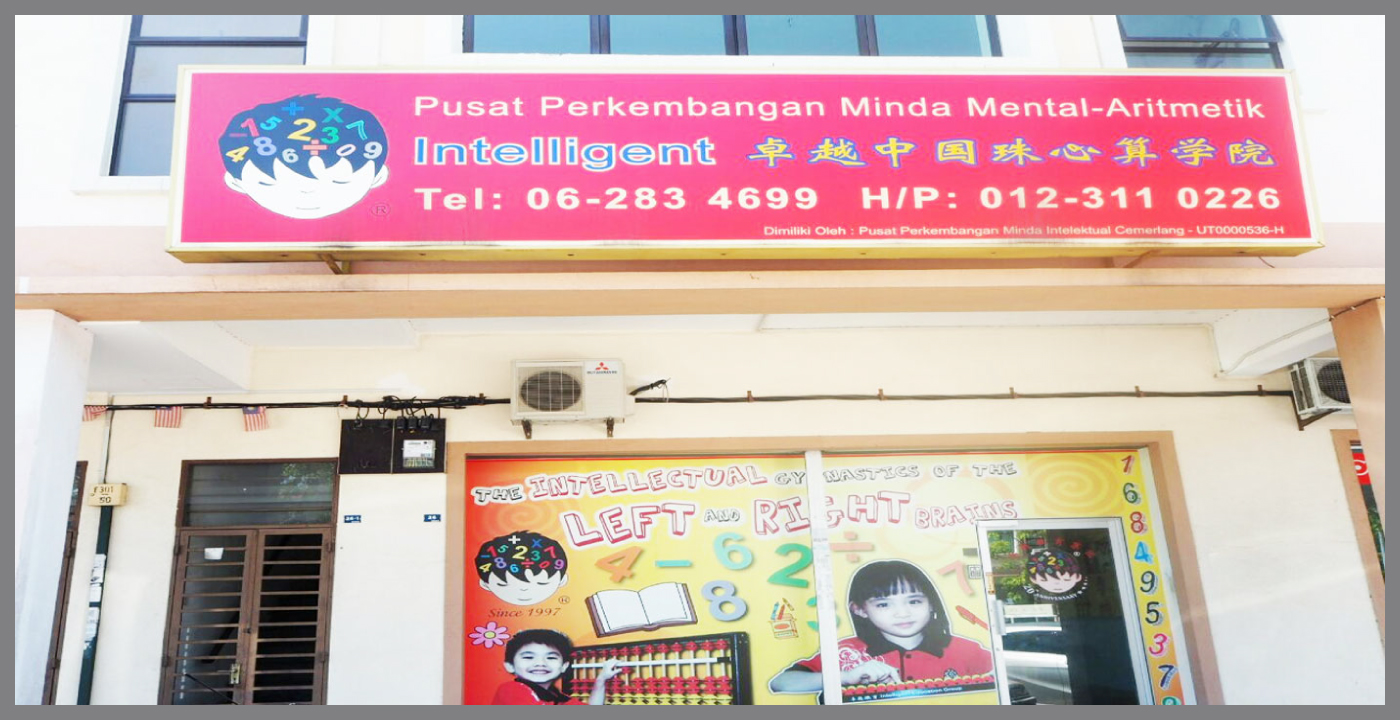 Pusat Perkembangan Minda Mental-Aritmetik
Intelligent 卓越中国珠心算学院
Tel: 06-283 4699 H/P: 012-311 0226
Dimiliki Oleh : Pusat Perkembangan Minda Intelektual Cemerlang - UT0000536-H
THE INTELLECTUAL GYMNASTICS OF THE
LEFT AND RIGHT BRAINS
Since 1997